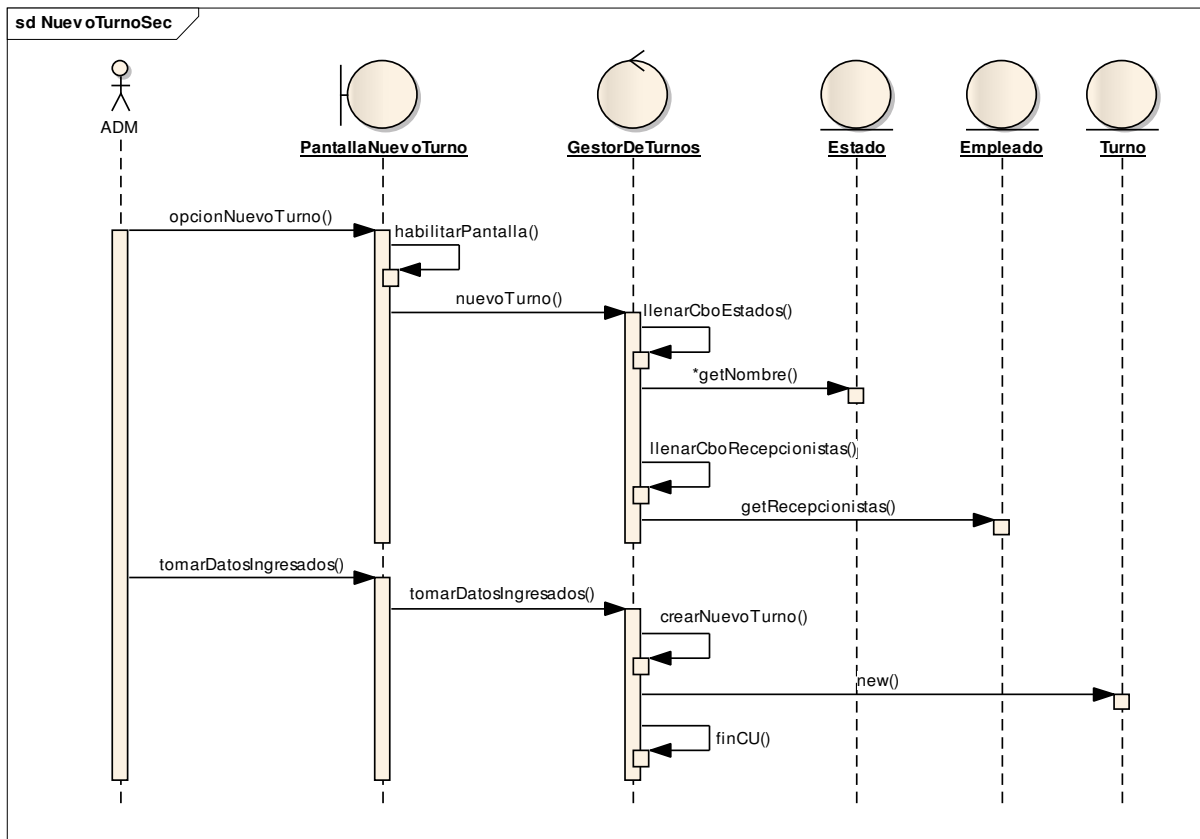 sd NuevoTurnoSec
ADM
PantallaNuevoTurno
GestorDeTurnos
Estado
Empleado
Turno
opcionNuevoTurno()
habilitarPantalla()
nuevoTurno()
llenarCboEstados()
*getNombre()
llenarCboRecepcionistas()
getRecepcionistas()
tomarDatosIngresados()
tomarDatosIngresados()
crearNuevoTurno()
new()
finCU()